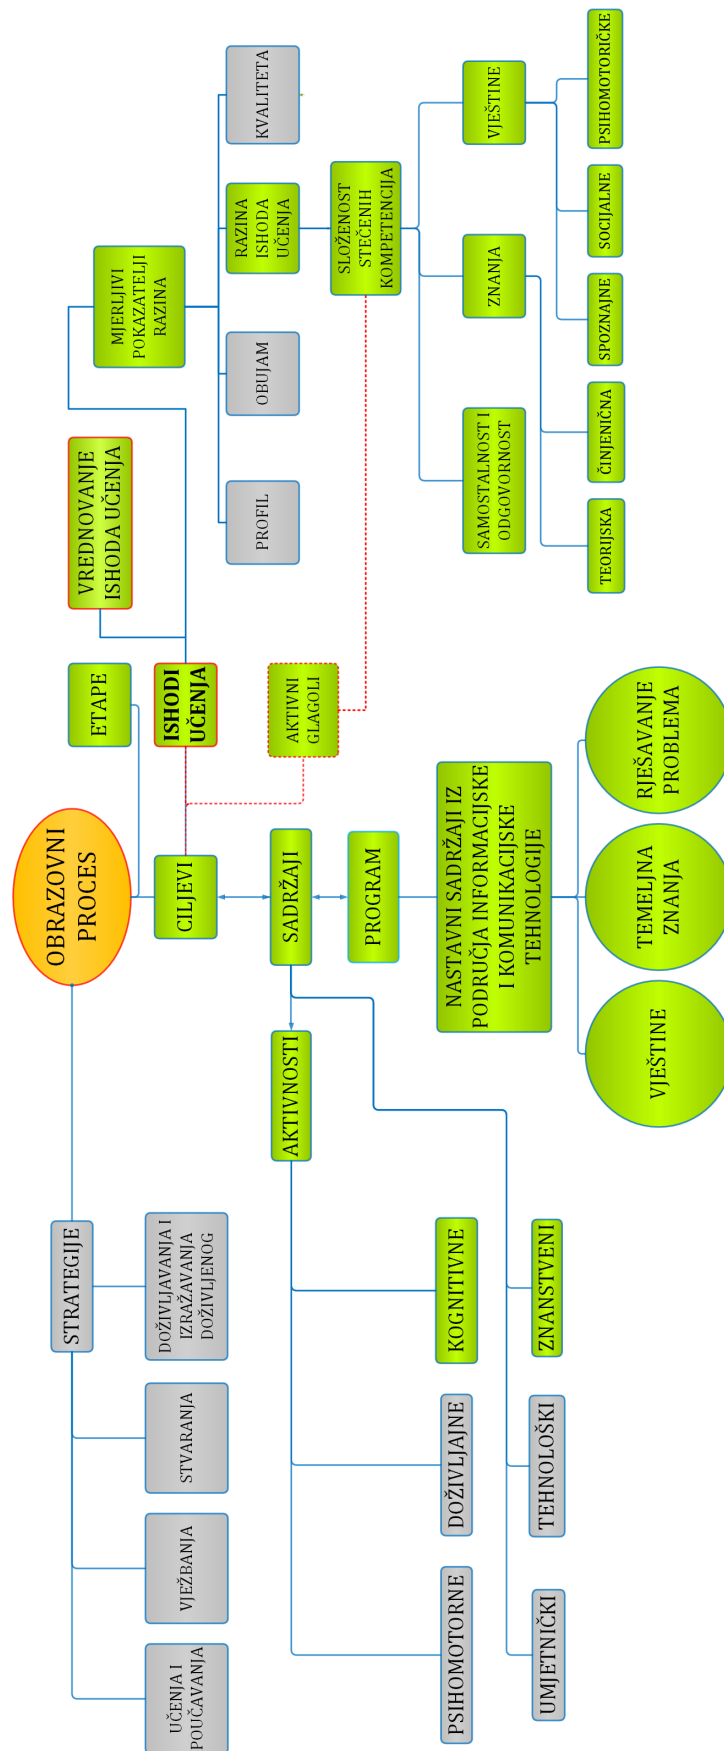 OBRAZOVNI
PROCES
STRATEGIJE
UČENJA I
POUČAVANJA
VJEŽBANJA
STVARANJA
DOŽIVLJAVANJA I
IZRAŽAVANJA
DOŽIVLJENOG
ETAPE
CILJEVI
ISHODI
UČENJA
VREDNOVANJE
ISHODA UČENJA
MJERLJIVI
POKAZATELJI
RAZINA
PROFIL
OBUJAM
RAZINA
ISHODA
UČENJA
KVALITETA
AKTIVNI
GLAGOLI
SLOŽENOST
STEČENIH
KOMPETENCIJA
SAMOSTALNOST I
ODGOVORNOST
ZNANJA
VJEŠTINE
TEORIJSKA
ČINJENIČNA
SPOZNAJNE
SOCIJALNE
PSIHOMOTORIČKE
SADRŽAJI
AKTIVNOSTI
PSIHOMOTORNE
DOŽIVLJAJNE
KOGNITIVNE
UMJETNIČKI
TEHNOLOŠKI
ZNANSTVENI
PROGRAM
NASTAVNI SADRŽAJI IZ
PODRUČJA INFORMACIJSKE
I KOMUNIKACIJSKE
TEHNOLOGIJE
VJEŠTINE
TEMELJNA
ZNANJA
RJEŠAVANJE
PROBLEMA